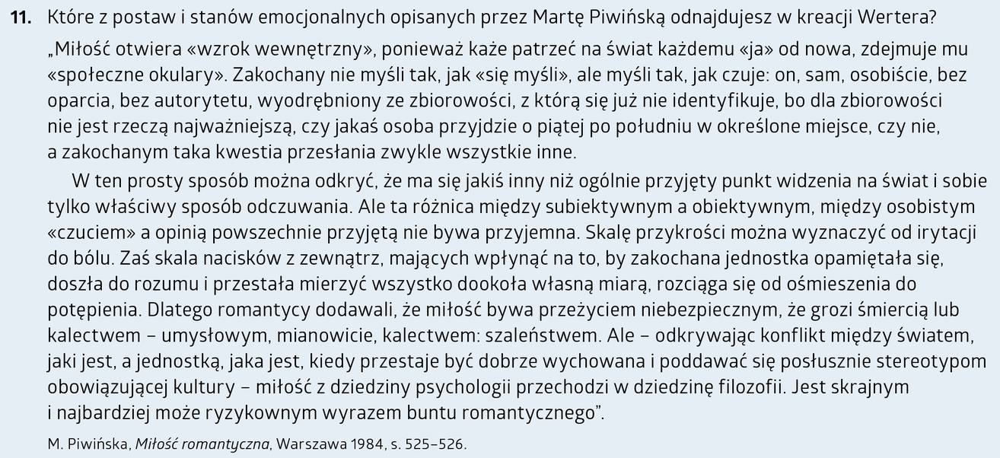 11. Które z postaw i stanów emocjonalnych opisanych przez Martę Piwińską odnajdujesz w kreacji Wertera?
„Miłość otwiera «wzrok wewnętrzny», ponieważ każe patrzeć na świat każdemu «ja» od nowa, zdejmuje mu
«społeczne okulary». Zakochany nie myśli tak, jak «się myśli», ale myśli tak, jak czuje: on, sam, osobiście, bez
oparcia, bez autorytetu, wyodrębniony ze zbiorowości, z którą się już nie identyfikuje, bo dla zbiorowości
nie jest rzeczą najważniejszą, czy jakaś osoba przyjdzie o piątej po południu w określone miejsce, czy nie,
a zakochanym taka kwestia przesłania zwykle wszystkie inne.
W ten prosty sposób można odkryć, że ma się jakiś inny niż ogólnie przyjęty punkt widzenia na świat i sobie
tylko właściwy sposób odczuwania. Ale ta różnica między subiektywnym a obiektywnym, między osobistym
«czuciem» a opinią powszechnie przyjętą nie bywa przyjemna. Skalę przykrości można wyznaczyć od irytacji
do bólu. Zaś skala nacisków z zewnątrz, mających wpłynąć na to, by zakochana jednostka opamiętała się,
doszła do rozumu i przestała mierzyć wszystko dookoła własną miarą, rozciąga się od ośmieszenia do
potępienia. Dlatego romantycy dodawali, że miłość bywa przeżyciem niebezpiecznym, że grozi śmiercią lub
kalectwem – umysłowym, mianowicie, kalectwem: szaleństwem. Ale – odkrywając konflikt między światem,
jaki jest, a jednostką, jaka jest, kiedy przestaje być dobrze wychowana i poddawać się posłusznie stereotypom
obowiązującej kultury – miłość z dziedziny psychologii przechodzi w dziedzinę filozofii. Jest skrajnym
i najbardziej może ryzykownym wyrazem buntu romantycznego”.
M. Piwińska, Miłość romantyczna, Warszawa 1984, s. 525–526.